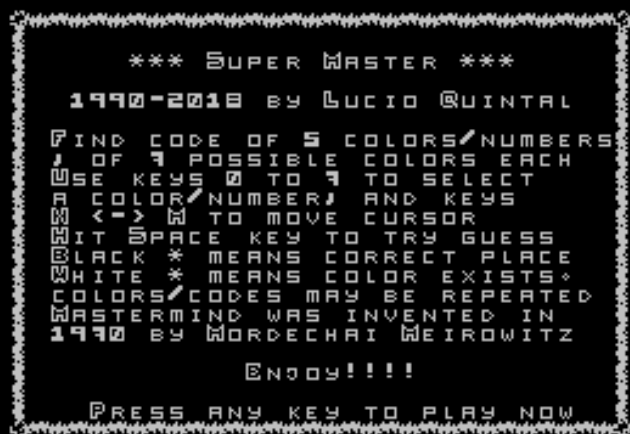 *** Super Master ***
1990-2018 by Lucio Quintal
Find code of 5 colors/numbers
, of 7 possible colors each
Use keys 0 to 7 to select
a color/number, and keys
N <-> M to move cursor
Hit Space key to try guess
Black * means correct place
White * means color exists.
colors/codes may be repeated
Mastermind was invented in
1970 by Mordechai Meirowitz
Enjoy!!!!
Press any key to play now